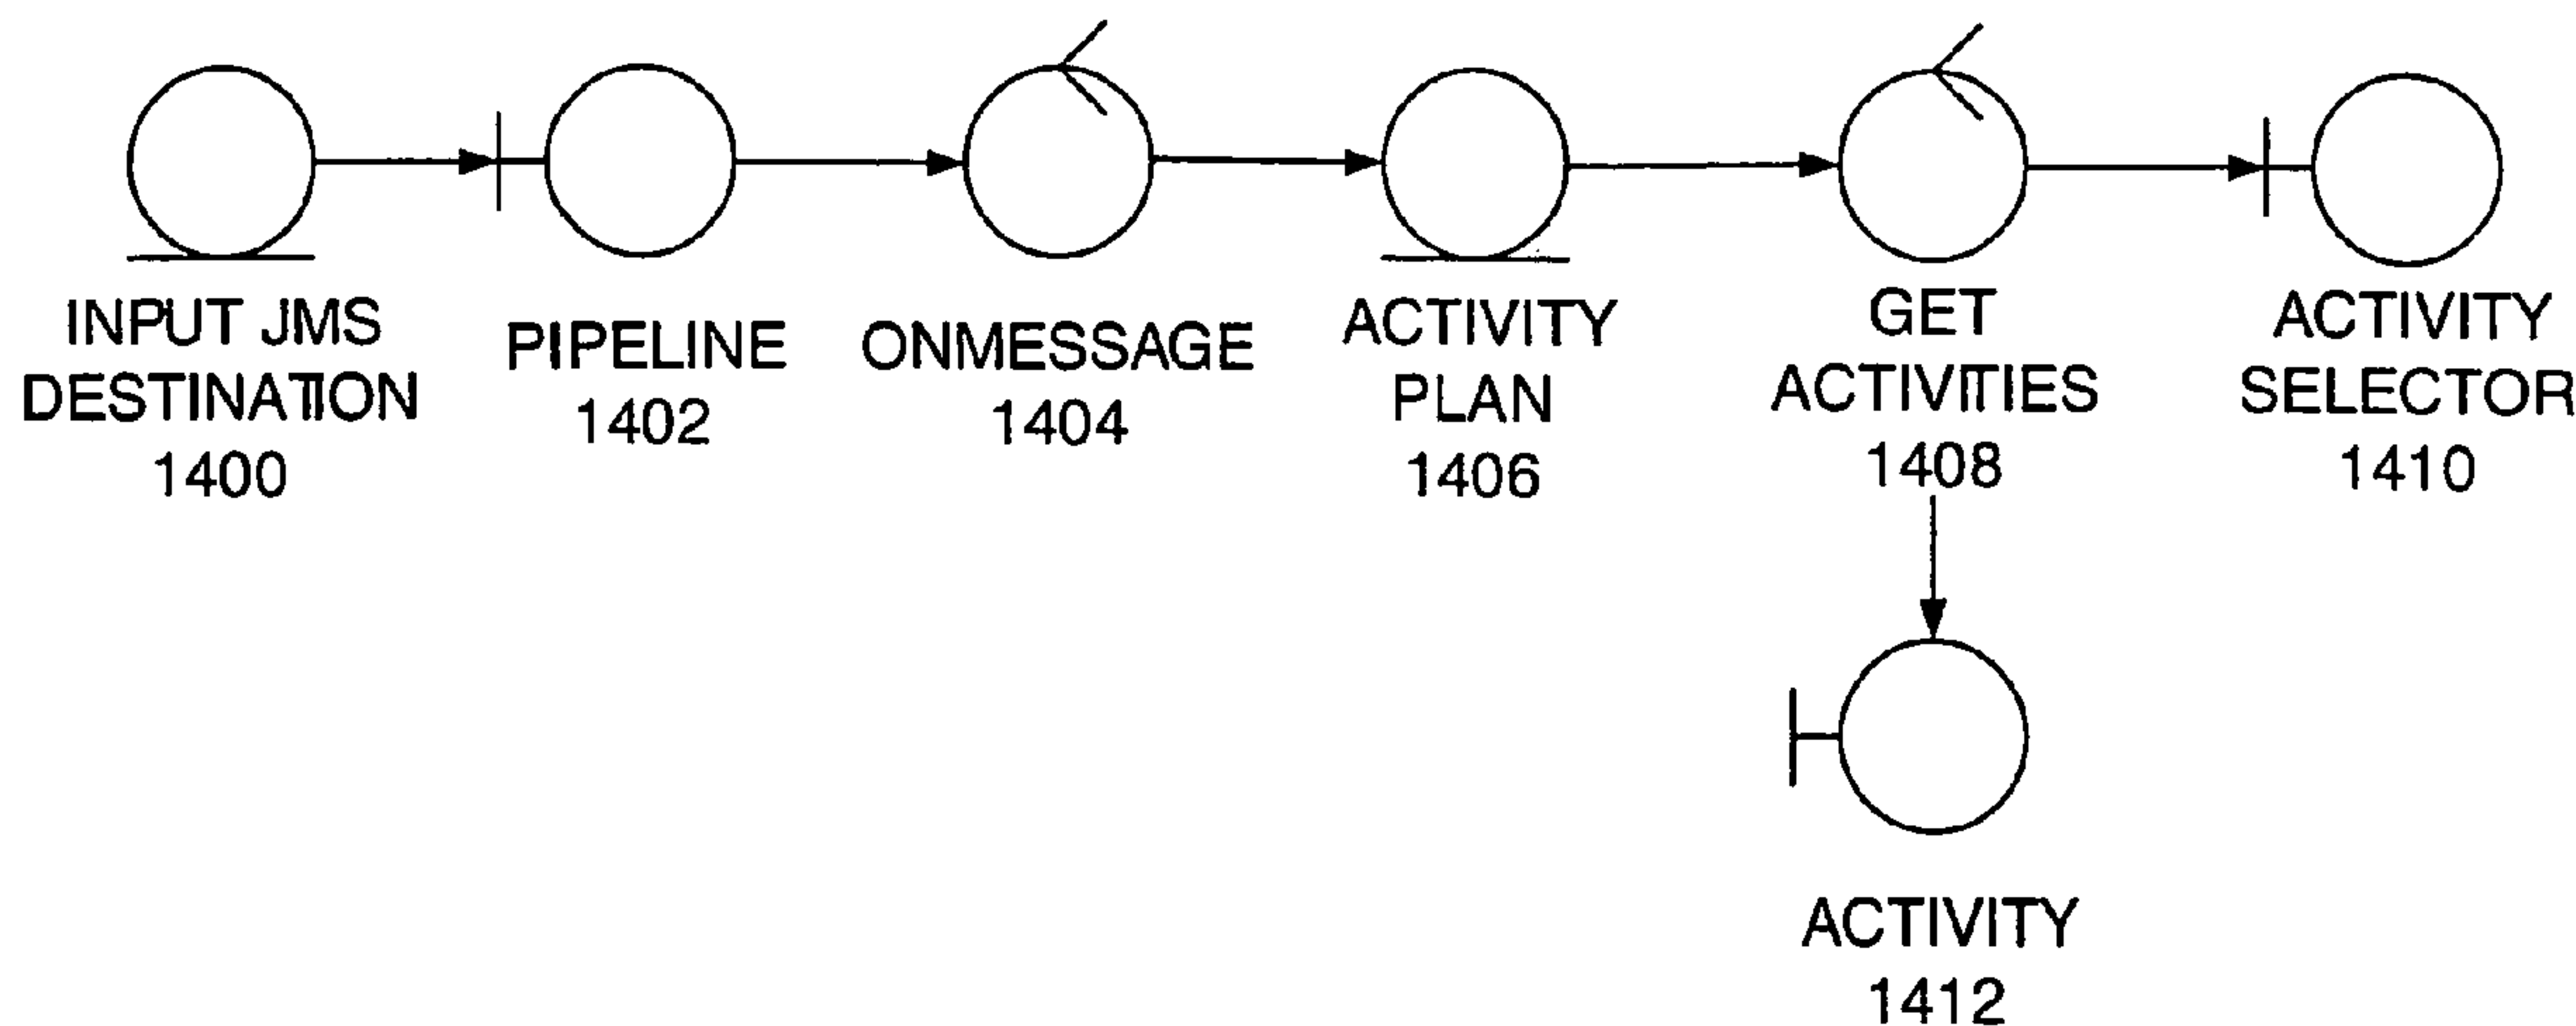 INPUT JMS
DESTINATION
1400
PIPELINE
1402
ONMESSAGE
1404
ACTIVITY
PLAN
1406
GET
ACTIVITIES
1408
ACTIVITY
SELECTOR
1410
ACTIVITY
1412